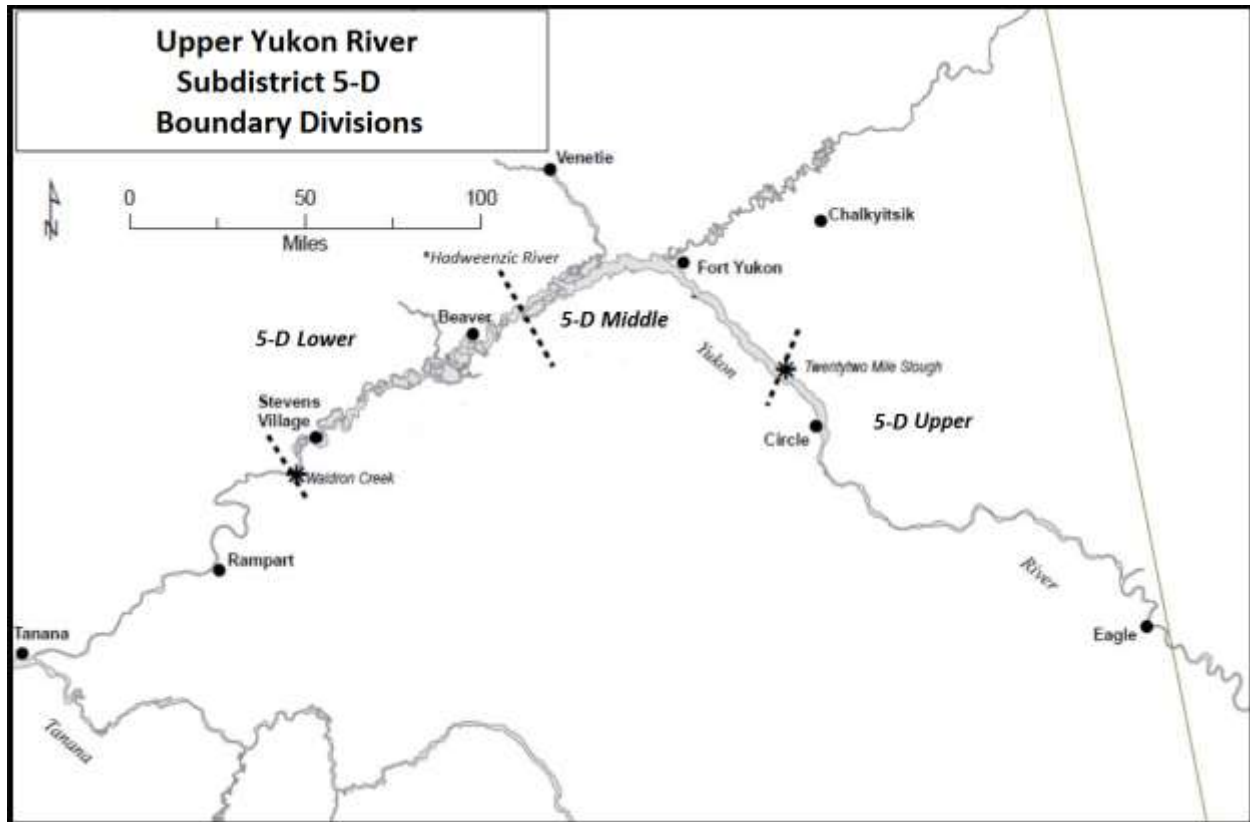 Upper Yukon River
Subdistrict 5-D
Boundary Divisions
Venetie
N
0 50 100
Miles
Chalkyitsik
*Hadweenzic River
Fort Yukon
Beaver
5-D Middle
5-D Lower
Yukon
Twentytwo Mile Slough
Stevens
Village
5-D Upper
Circle
Waldron Creek
Rampart
River
Tanana
Eagle
Tanana